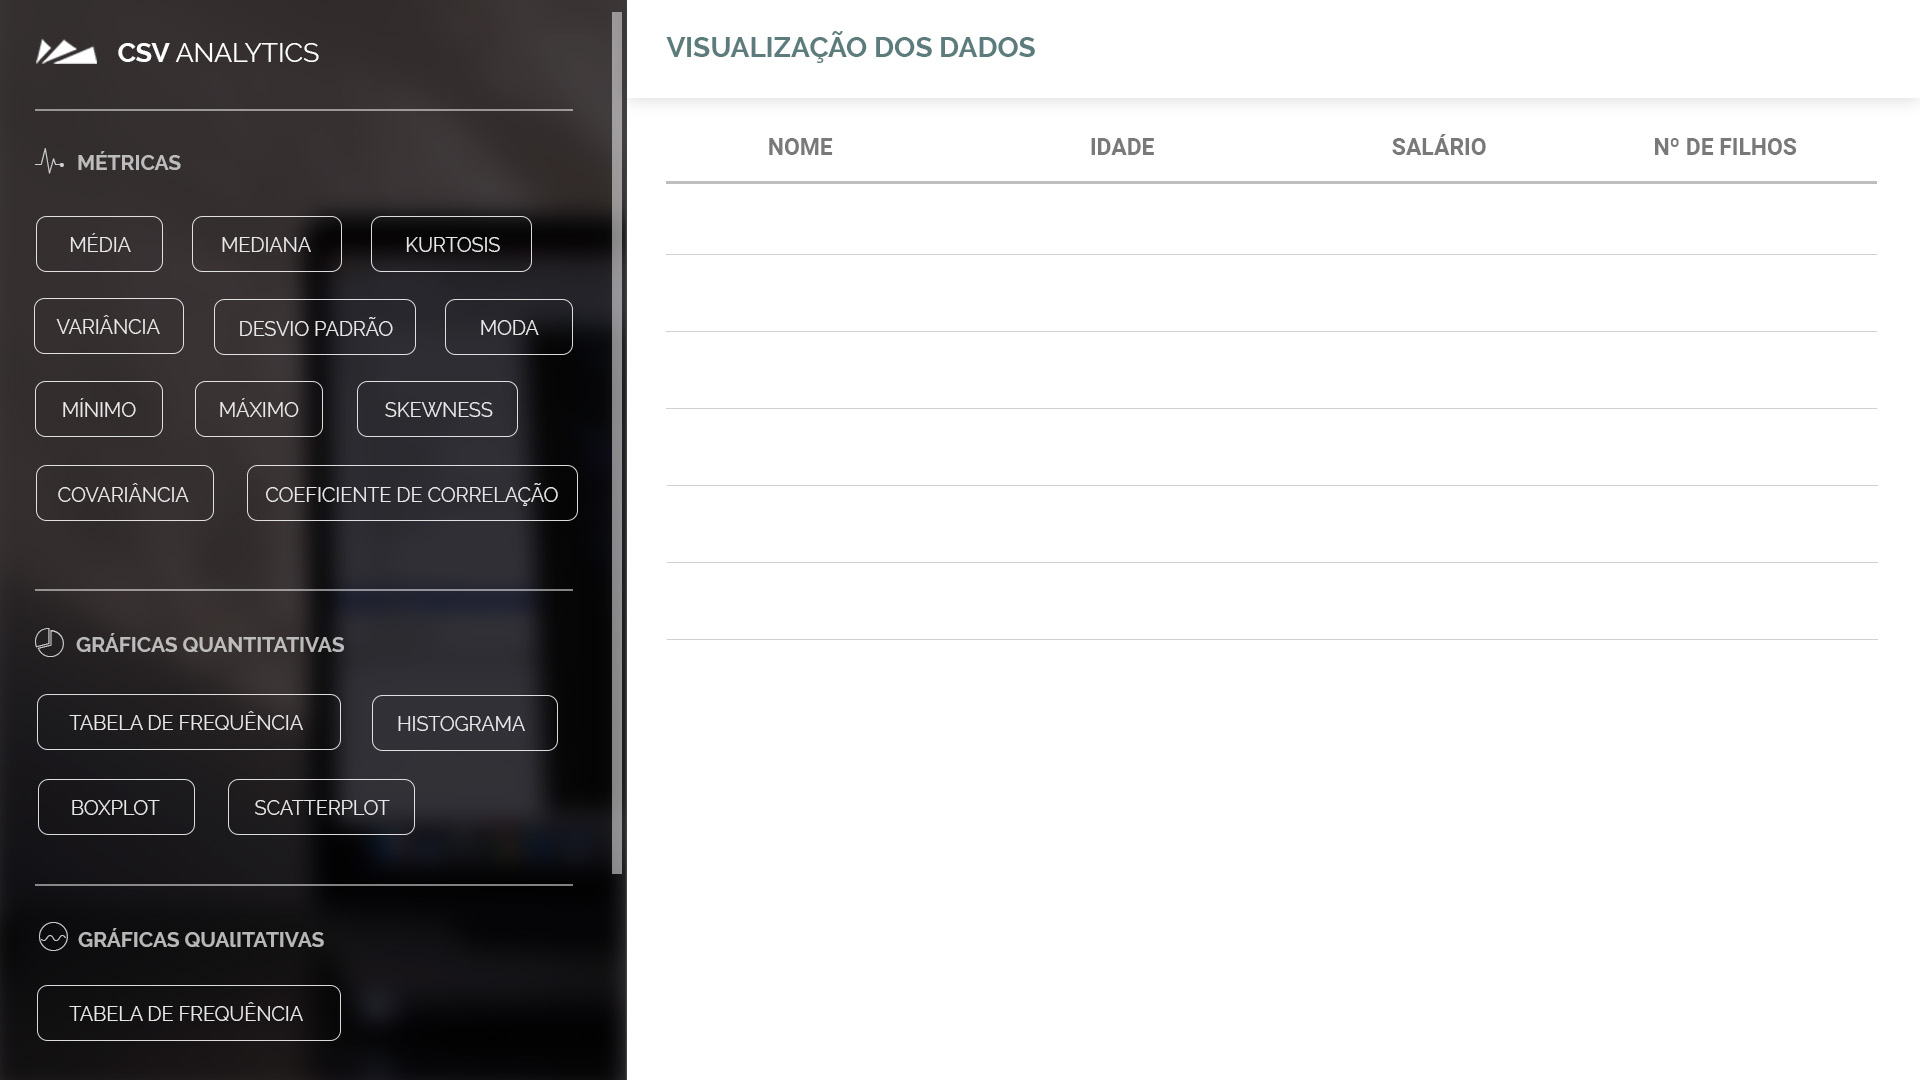 CSV ANALYTICS
MÉTRICAS
MÉDIA
MEDIANA
KURTOSIS
VARIÂNCIA
DESVIO PADRÃO
MODA
MÍNIMO
MÁXIMO
SKEWNESS
COVARIÂNCIA
COEFICIENTE DE CORRELAÇÃO
GRÁFICAS QUANTITATIVAS
TABELA DE FREQUÊNCIA
HISTOGRAMA
BOXPLOT
SCATTERPLOT
GRÁFICAS QUAlITATIVAS
TABELA DE FREQUÊNCIA
VISUALIZAÇÃO DOS DADOS
NOME IDADE SALÁRIO Nº DE FILHOS